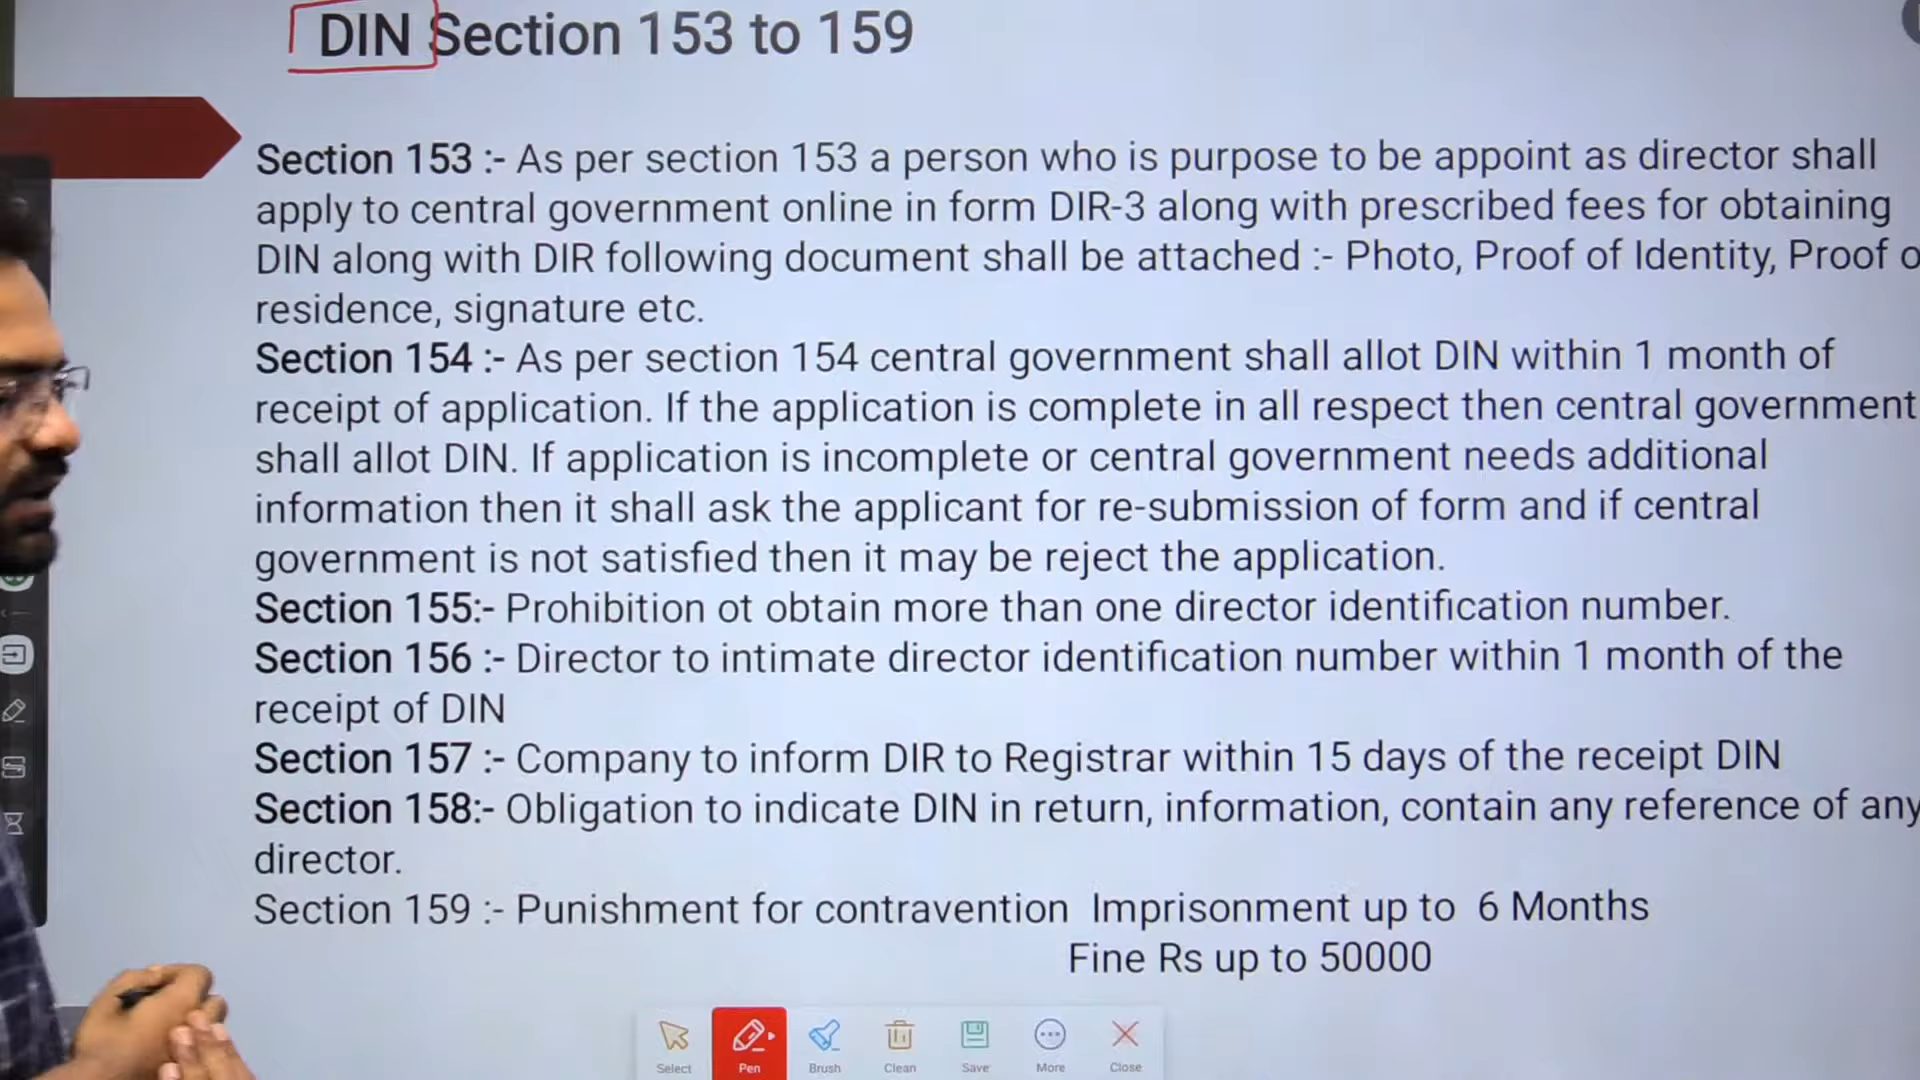 DIN Section 153 to 159
Section 153 :- As per section 153 a person who is purpose to be appoint as director shall
apply to central government online in form DIR-3 along with prescribed fees for obtaining
DIN along with DIR following document shall be attached :- Photo, Proof of Identity, Proof o
residence, signature etc.
Section 154 :- As per section 154 central government shall allot DIN within 1 month of
receipt of application. If the application is complete in all respect then central government
shall allot DIN. If application is incomplete or central government needs additional
information then it shall ask the applicant for re-submission of form and if central
government is not satisfied then it may be reject the application.
Section 155:- Prohibition ot obtain more than one director identification number.
Section 156 :- Director to intimate director identification number within 1 month of the
receipt of DIN
Section 157 :- Company to inform DIR to Registrar within 15 days of the receipt DIN
Section 158:- Obligation to indicate DIN in return, information, contain any reference of any
director.
Section 159 :- Punishment for contravention Imprisonment up to 6 Months
Fine Rs up to 50000
Select Pen Brush Clean Save More Close